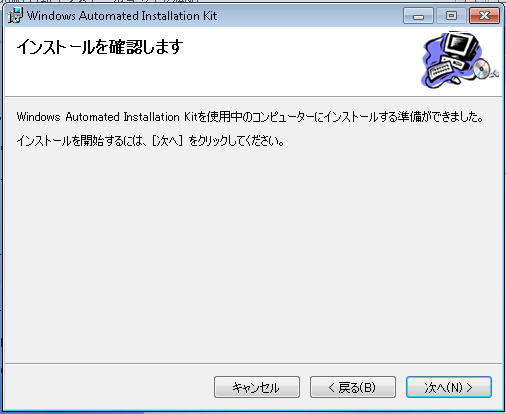 Windows Automated Installation Kit
インストールを確認します
Windows Automated Installation Kitを使用中のコンピューターにインストールする準備ができました。
インストールを開始するには、[次へ] をクリックしてください。
キャンセル
< 戻る(B)
次へ(N) >